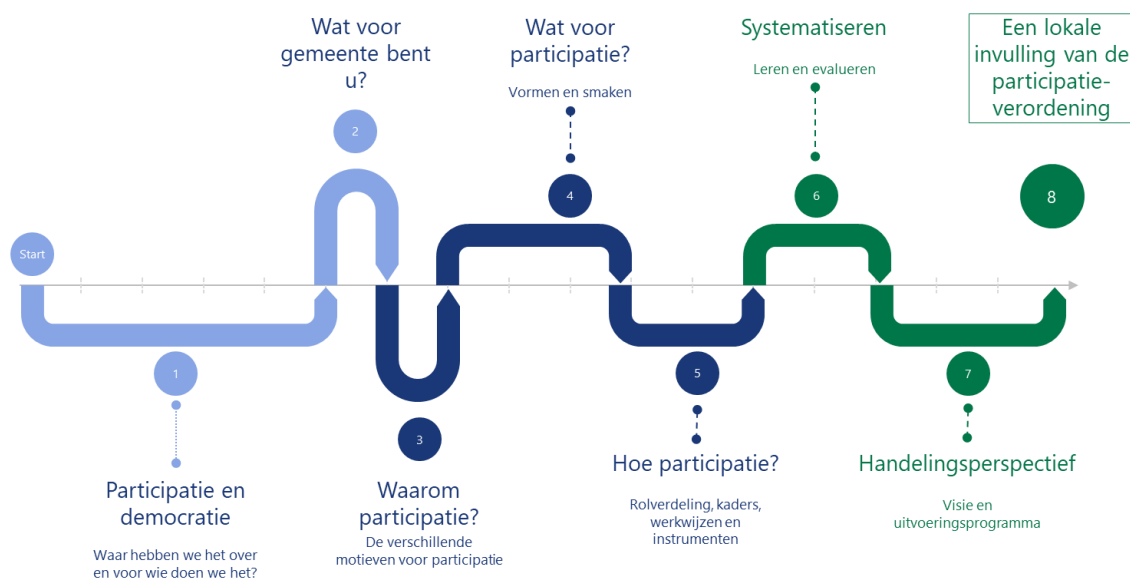 Start
1
Participatie en
democratie
Waar hebben we het over
en voor wie doen we het?
Wat voor
gemeente bent
u?
2
3
Waarom
participatie?
De verschillende
motieven voor participatie
Wat voor
participatie?
Vormen en smaken
4
5
Hoe participatie?
Rolverdeling, kaders,
werkwijzen en
instrumenten
Systematiseren
Leren en evalueren
6
7
Handelingsperspectief
Visie en
uitvoeringsprogramma
Een lokale
invulling van de
participatie-
verordening
8